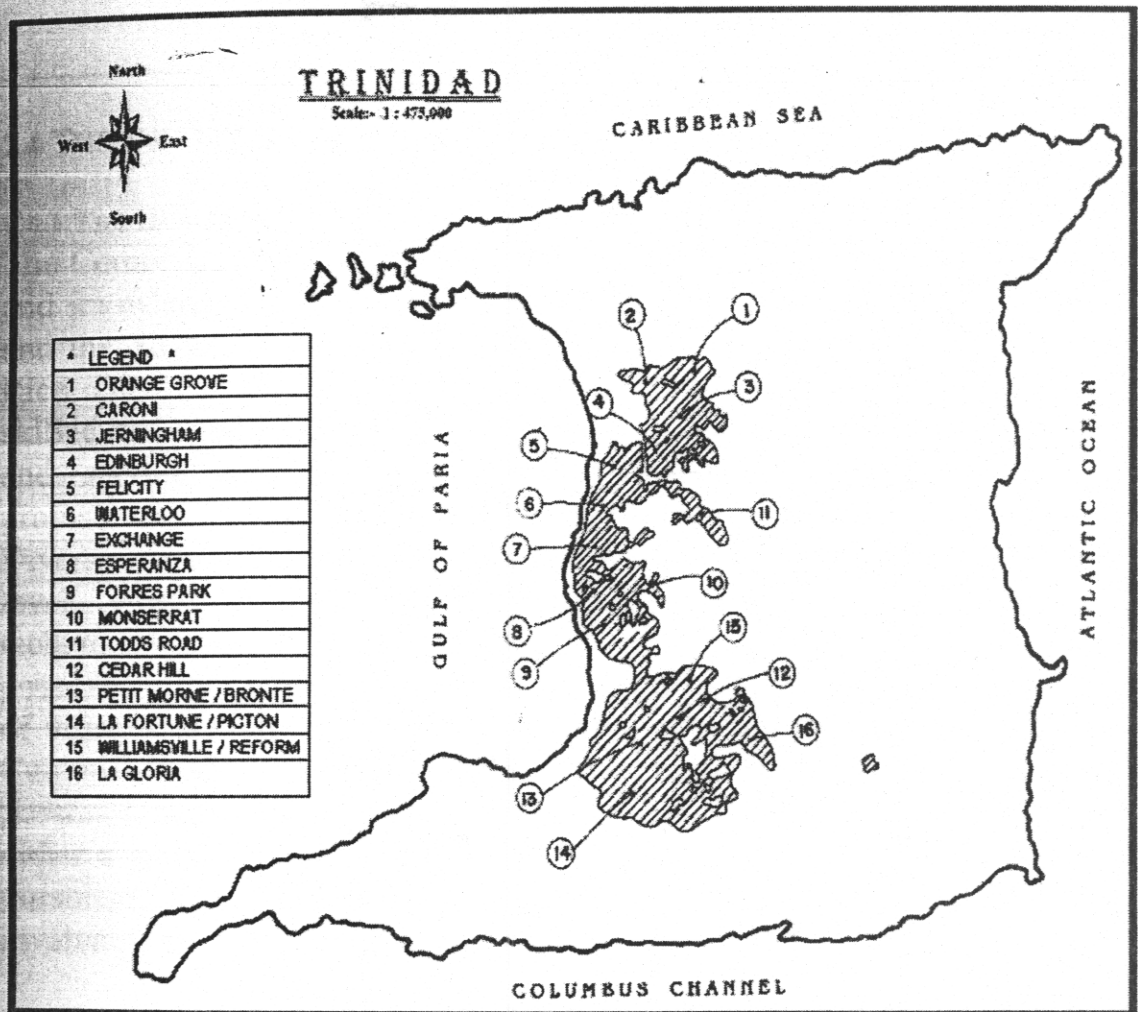 North
West
East
South
TRINIDAD
Scale:- 1 : 475,000
CARIBBEAN SEA
GULF OF PARIA
ATLANTIC OCEAN
COLUMBUS CHANNEL
* LEGEND *
1 ORANGE GROVE
2 CARONI
3 JERNINGHAM
4 EDINBURGH
5 FELICITY
6 WATERLOO
7 EXCHANGE
8 ESPERANZA
9 FORRES PARK
10 MONSERRAT
11 TODDS ROAD
12 CEDAR HILL
13 PETIT MORNE / BRONTE
14 LA FORTUNE / PICTON
15 WILLIAMSVILLE / REFORM
16 LA GLORIA
1
2
3
4
5
6
11
7
10
8
9
15
12
16
13
14